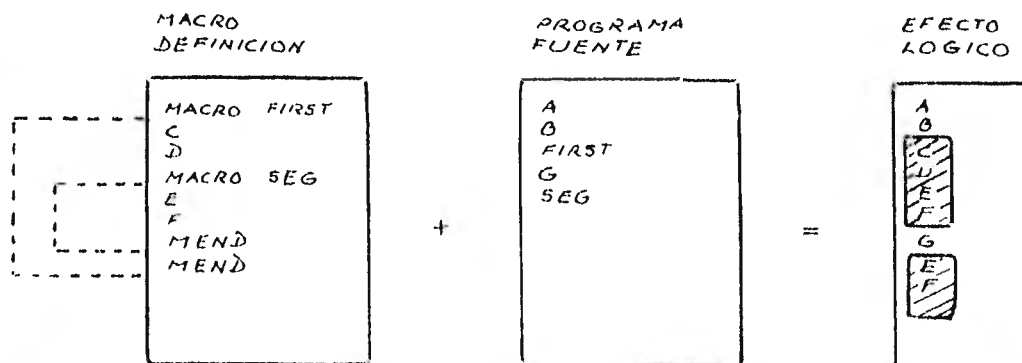 MACRO
DEFINICION
MACRO FIRST
C
D
MACRO SEG
E
F
MEND
MEND
+
PROGRAMA
FUENTE
A
B
FIRST
G
SEG
=
EFECTO
LOGICO
A
B
C
D
E
F
G
E
F